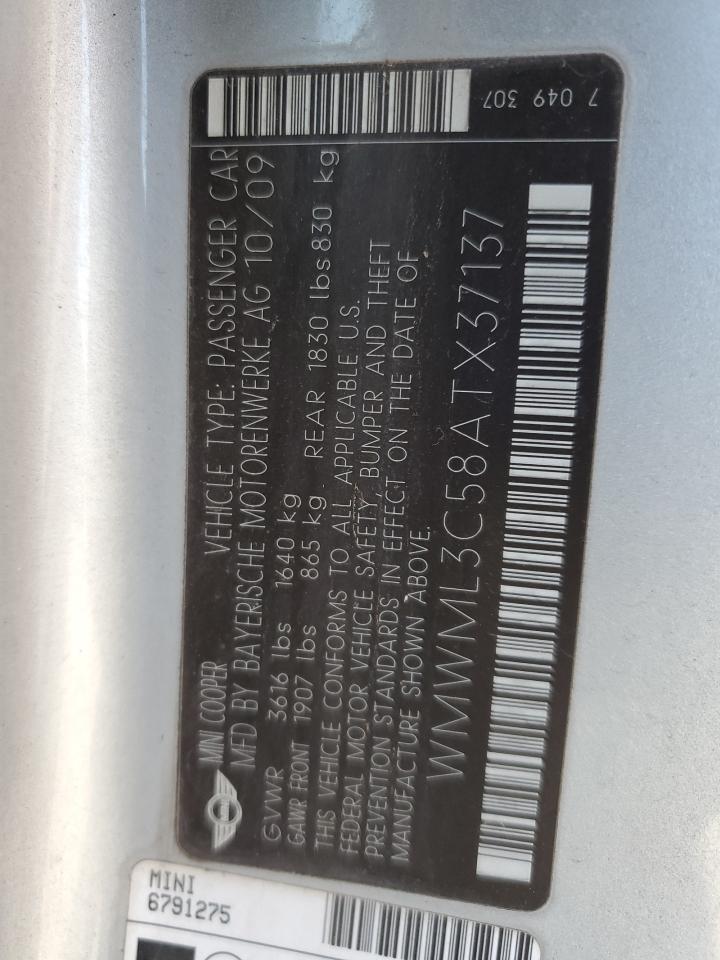 MINI COOPER VEHICLE TYPE: PASSENGER CAR
MFD BY BAYERISCHE MOTORENWERKE AG 10/09
GVWR 3616 lbs 1640 kg
GAWR FRONT 1907 lbs 865 kg REAR 1830 lbs 830 kg
THIS VEHICLE CONFORMS TO ALL APPLICABLE U.S.
FEDERAL MOTOR VEHICLE SAFETY, BUMPER AND THEFT
PREVENTION STANDARDS IN EFFECT ON THE DATE OF
MANUFACTURE SHOWN ABOVE.
WMWML3C58ATX37137
7 049 307
MINI
6791275